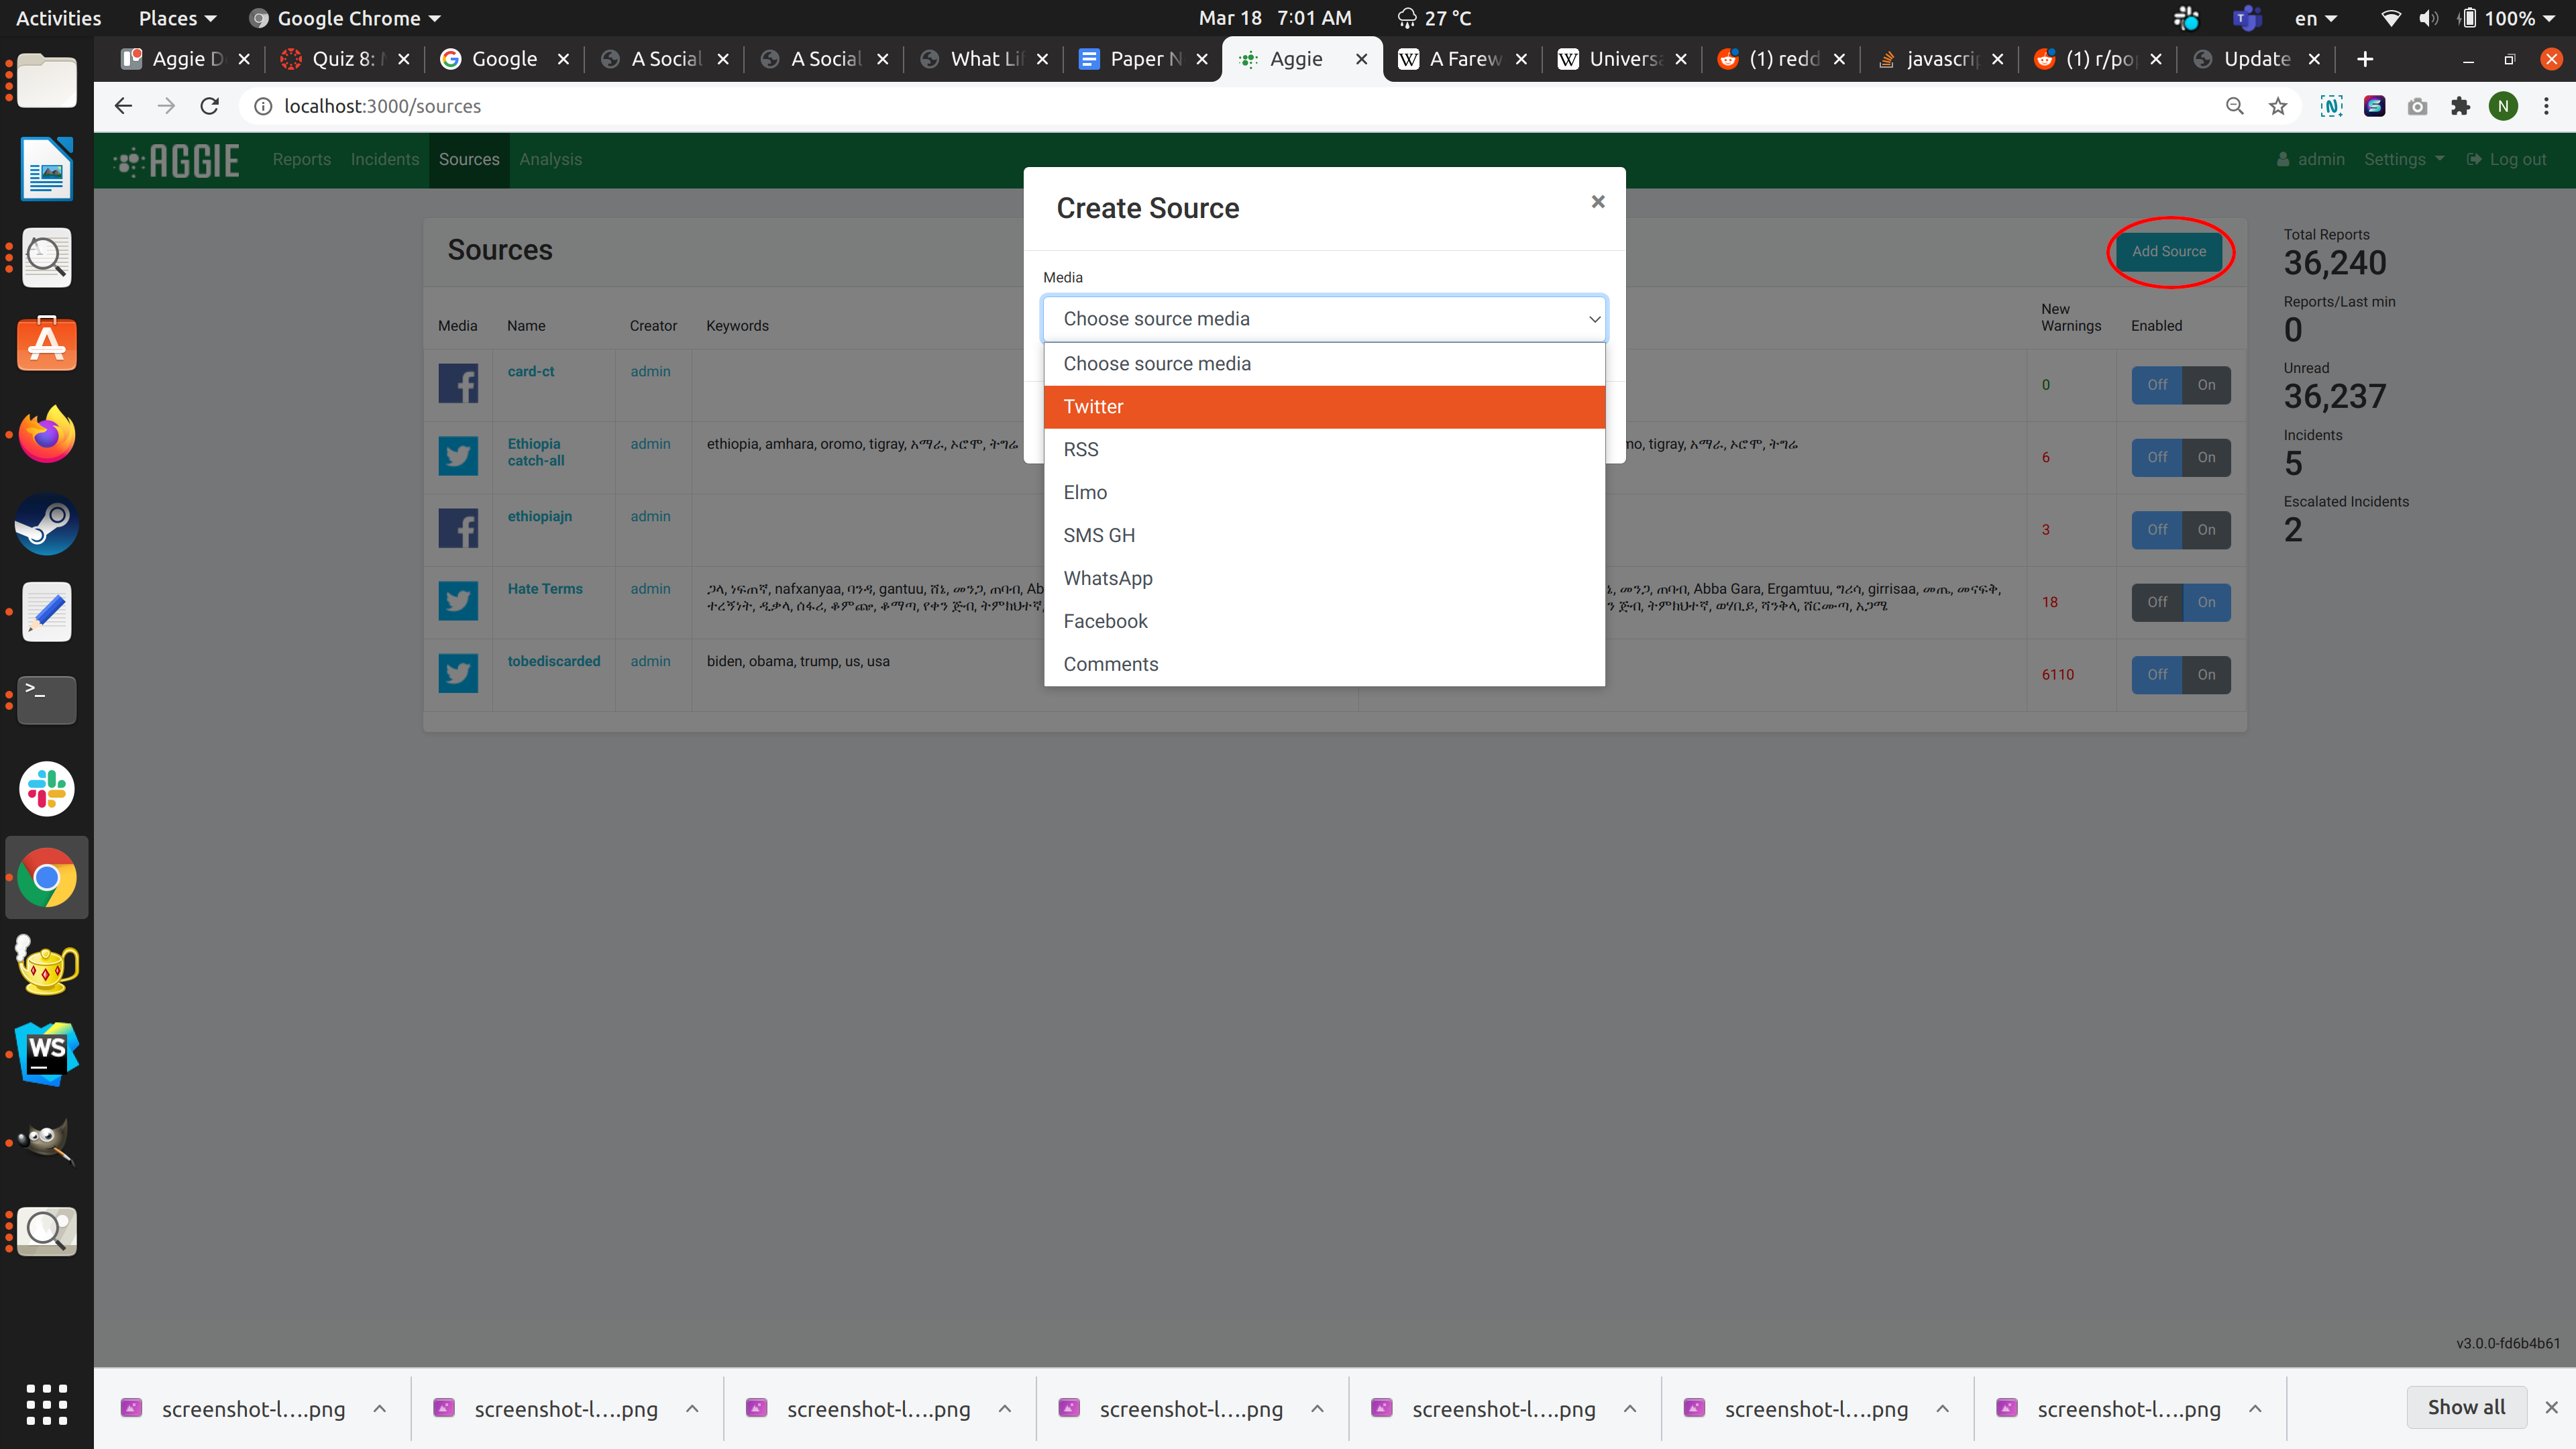 Activities Places Google Chrome Mar 18 7:01 AM 27 °C en 100%
Aggie D Quiz 8: Google A Social A Social What Li Paper N Aggie A Farew Univers (1) redd javascrip (1) r/pop Update
localhost:3000/sources N
AGGIE Reports Incidents Sources Analysis admin Settings Log out
Create Source
Sources
Add Source
Media
Choose source media
Choose source media
Twitter
RSS
Elmo
SMS GH
WhatsApp
Facebook
Comments
Media Name Creator Keywords New Warnings Enabled
card-ct admin 0 Off On
Ethiopia catch-all admin ethiopia, amhara, oromo, tigray, አማራ, ኦሮሞ, ትግሬ mo, tigray, አማራ, ኦሮሞ, ትግሬ 6 Off On
ethiopiajn admin 3 Off On
Hate Terms admin ጋላ, ነፍጠኛ, nafxanyaa, ባንዳ, gantuu, ሸኔ, መንጋ, ጠባብ, Ab መንጋ, ጠባብ, Abba Gara, Ergamtuu, ግሪሳ, girrisaa, መጤ, መናፍቅ, 18 Off On
ተረኝነት, ዲቃላ, ሰፋሪ, ቆምጬ, ቆማጣ, የቀን ጅብ, ትምክህተኛ, ን ጅብ, ትምክህተኛ, ወሃቢይ, ሻንቅላ, ሸርሙጣ, አጋሜ
tobediscarded admin biden, obama, trump, us, usa 6110 Off On
Total Reports
36,240
Reports/Last min
0
Unread
36,237
Incidents
5
Escalated Incidents
2
v3.0.0-fd6b4b61
screenshot-l....png screenshot-l....png screenshot-l....png screenshot-l....png screenshot-l....png screenshot-l....png screenshot-l....png Show all